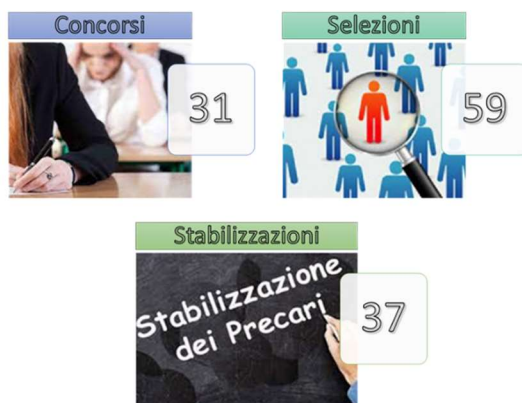 Concorsi
31
Selezioni
59
Stabilizzazioni
Stabilizzazione
dei Precari
37